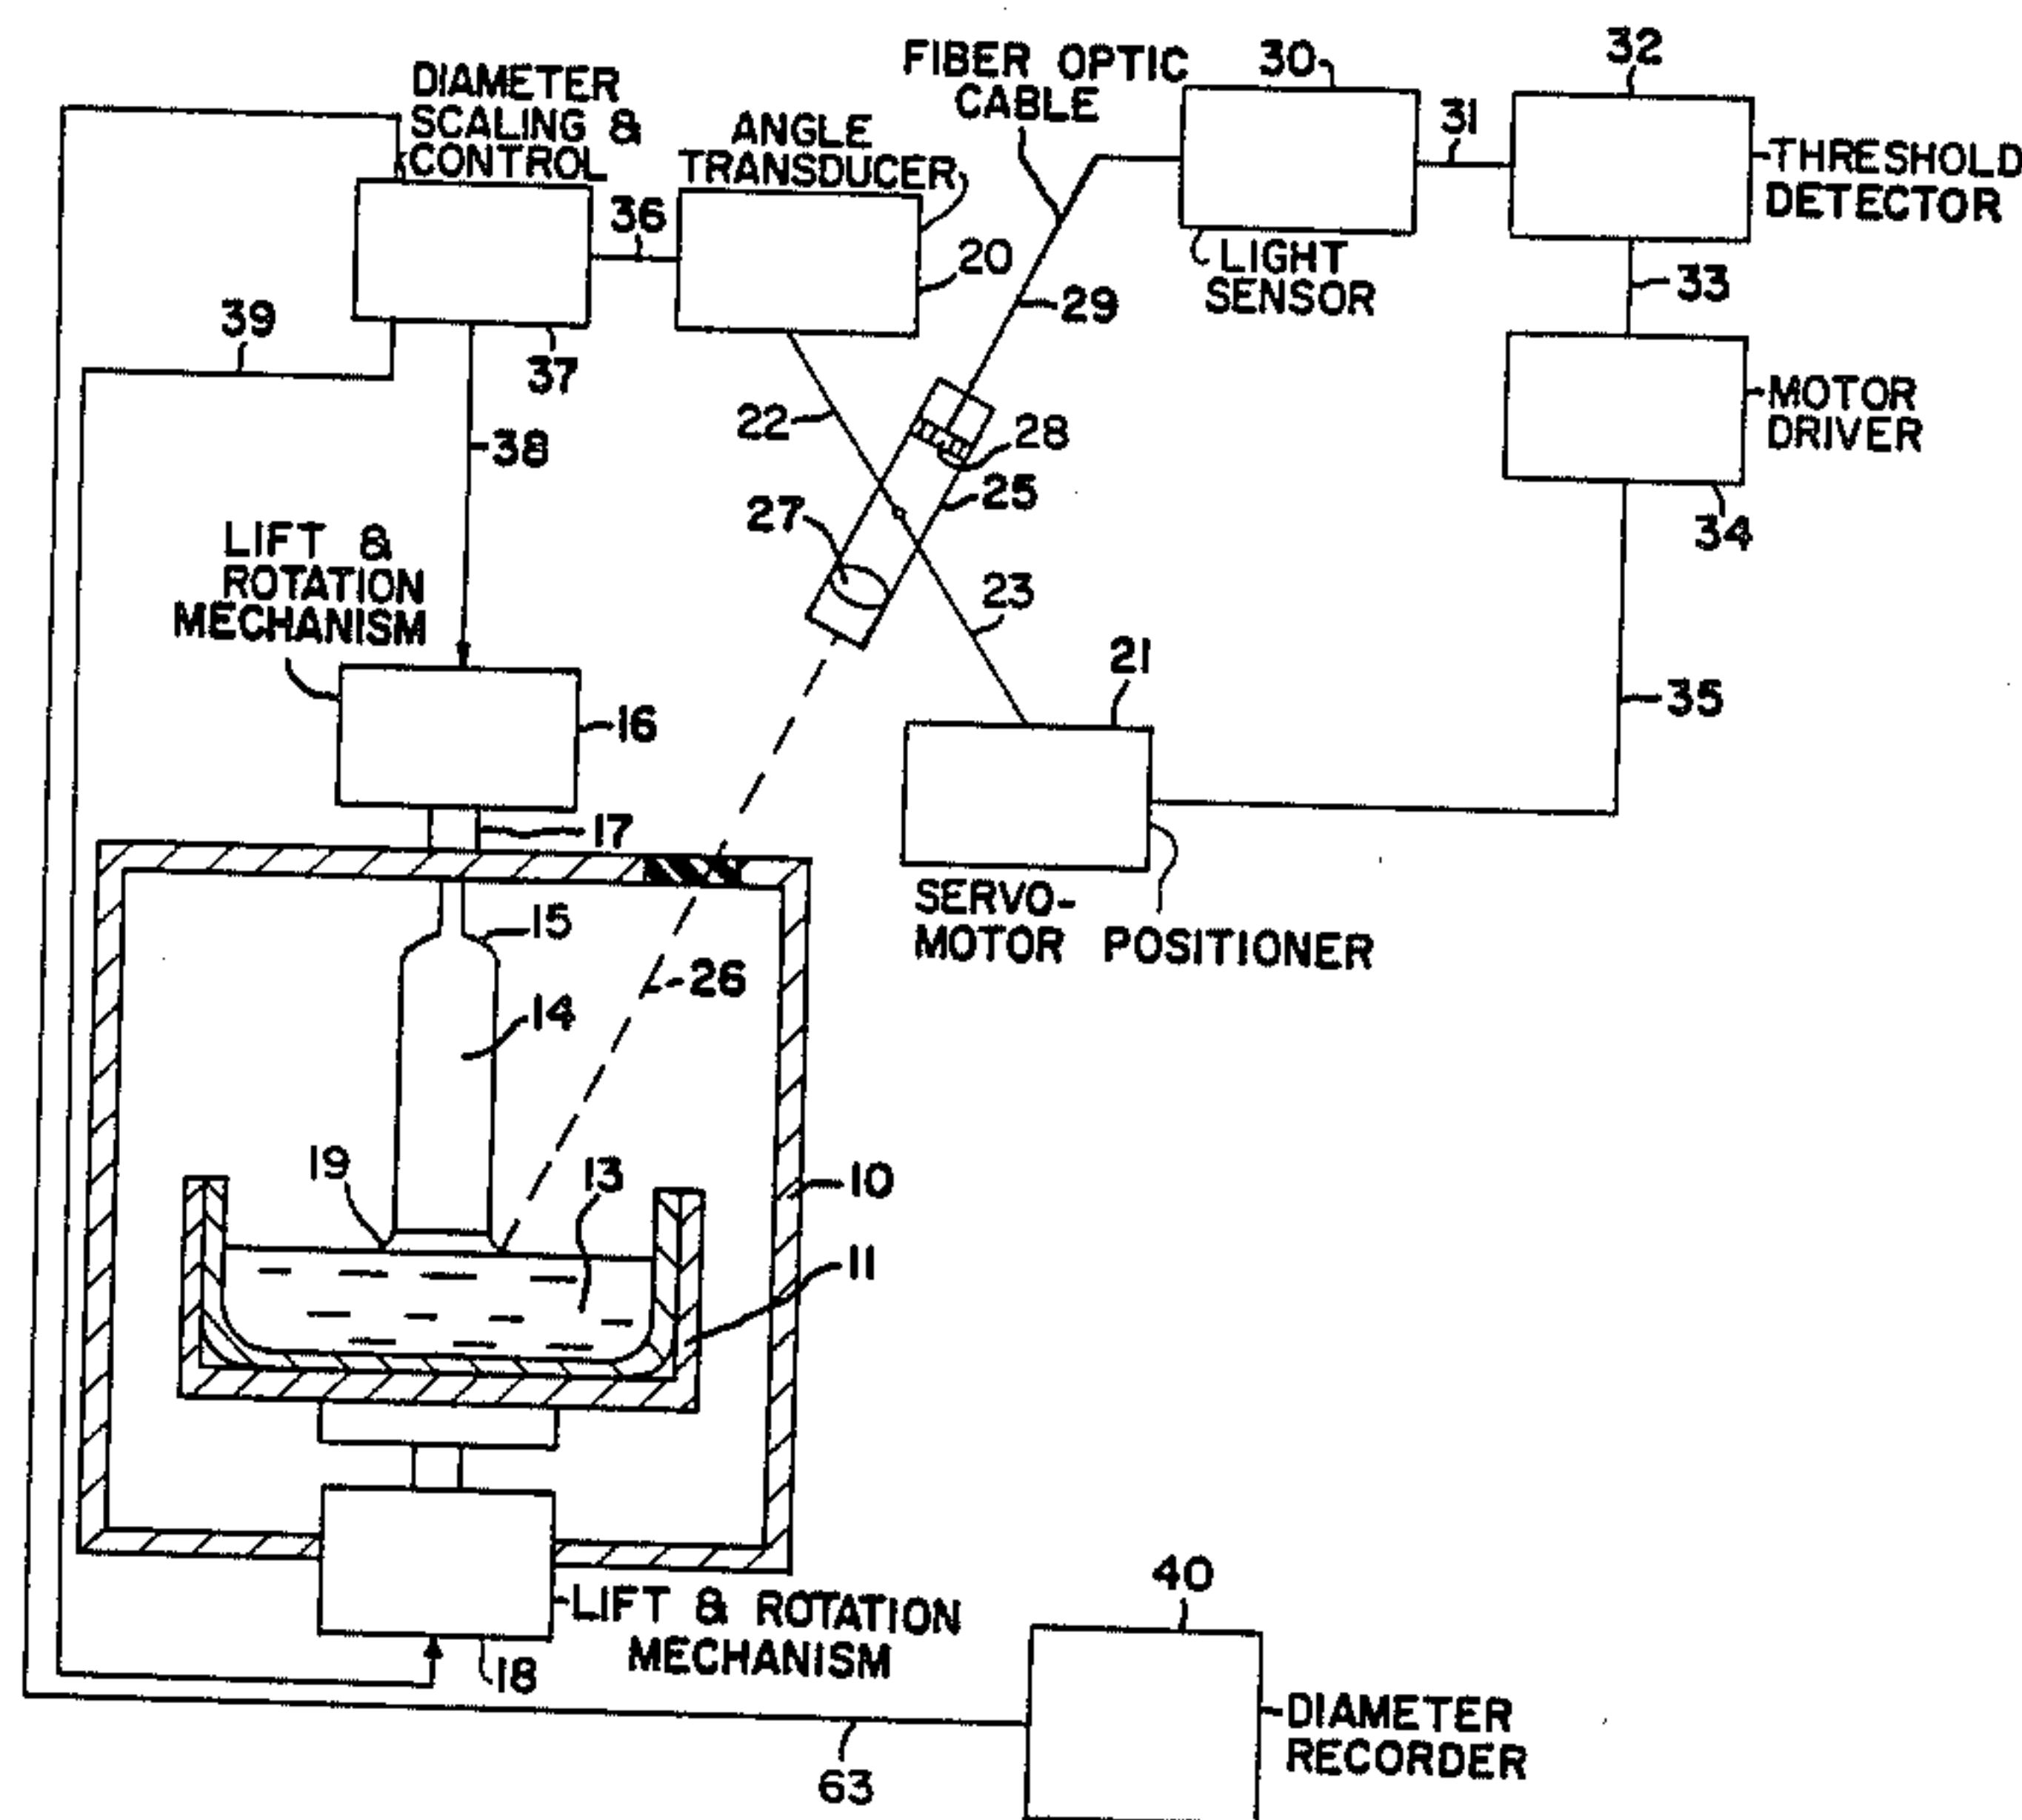 DIAMETER
SCALING &
CONTROL
ANGLE
TRANSDUCER
FIBER OPTIC
CABLE
30
32
31
THRESHOLD
DETECTOR
36
20
LIGHT
SENSOR
29
33
39
37
22
38
28
25
27
MOTOR
DRIVER
34
LIFT &
ROTATION
MECHANISM
23
21
16
35
17
SERVO-
MOTOR POSITIONER
15
26
14
19
13
10
11
LIFT & ROTATION
MECHANISM
18
40
DIAMETER
RECORDER
63